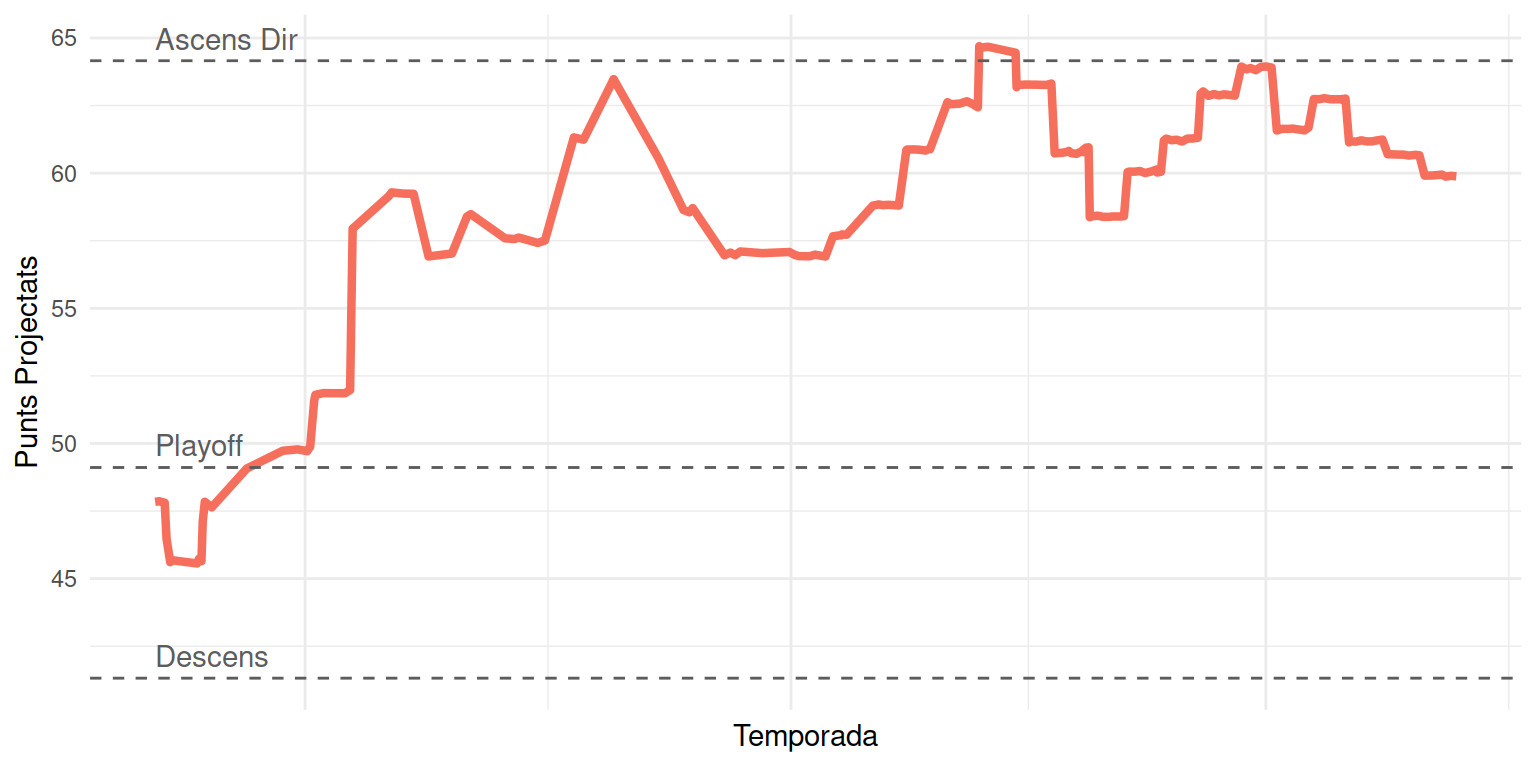 65
Ascens Dir
60
55
50
Playoff
45
Descens
Punts Projectats
Temporada